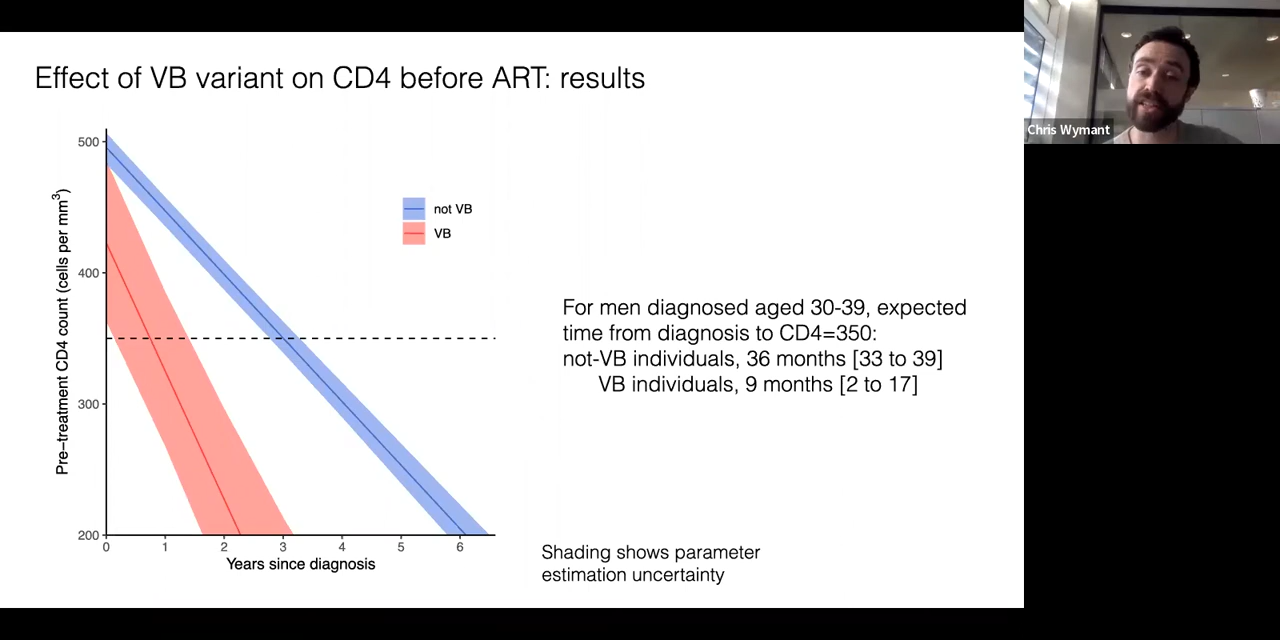 Effect of VB variant on CD4 before ART: results
Chris Wymant
500
400
300
200
Pre−treatment CD4 count (cells per mm³)
not VB
VB
0 1 2 3 4 5 6
Years since diagnosis
For men diagnosed aged 30-39, expected
time from diagnosis to CD4=350:
not-VB individuals, 36 months [33 to 39]
VB individuals, 9 months [2 to 17]
Shading shows parameter
estimation uncertainty